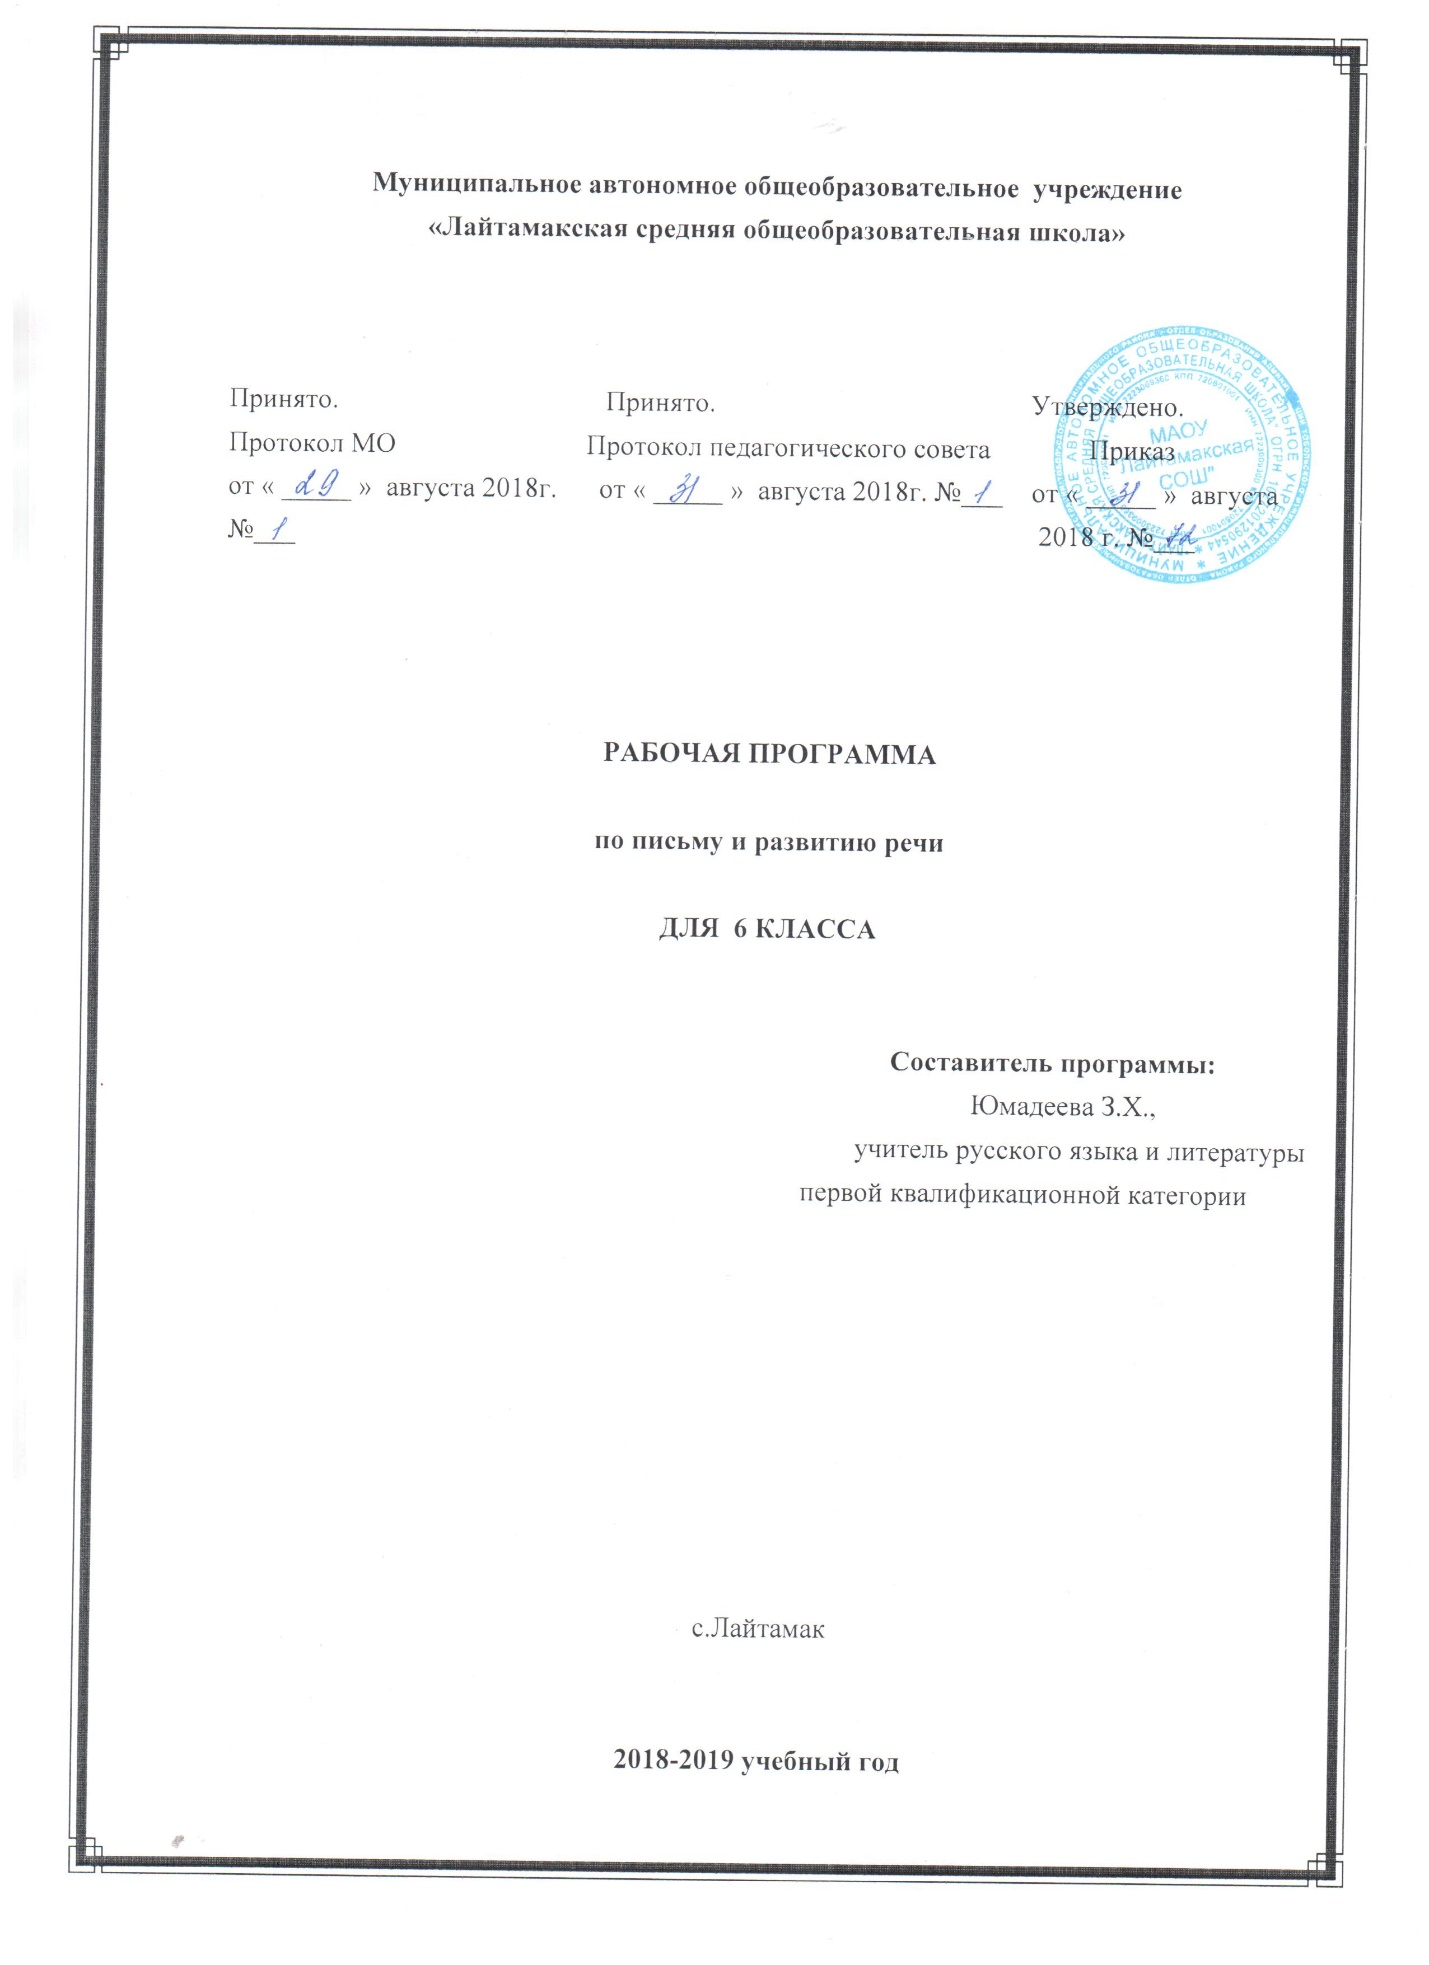 Муниципальное автономное общеобразовательное учреждение
«Лайтамакская средняя общеобразовательная школа»
Принято. Принято. Утверждено.
Протокол МО Протокол педагогического совета Приказ
от « 29 » августа 2018г. от « 31 » августа 2018г. № 1 от « 31 » августа
№ 1 2018 г. № 72
МАОУ
"Лайтамакская
СОШ"
РАБОЧАЯ ПРОГРАММА
по письму и развитию речи
ДЛЯ 6 КЛАССА
Составитель программы:
Юмадеева З.Х.,
учитель русского языка и литературы
первой квалификационной категории
с.Лайтамак
2018-2019 учебный год